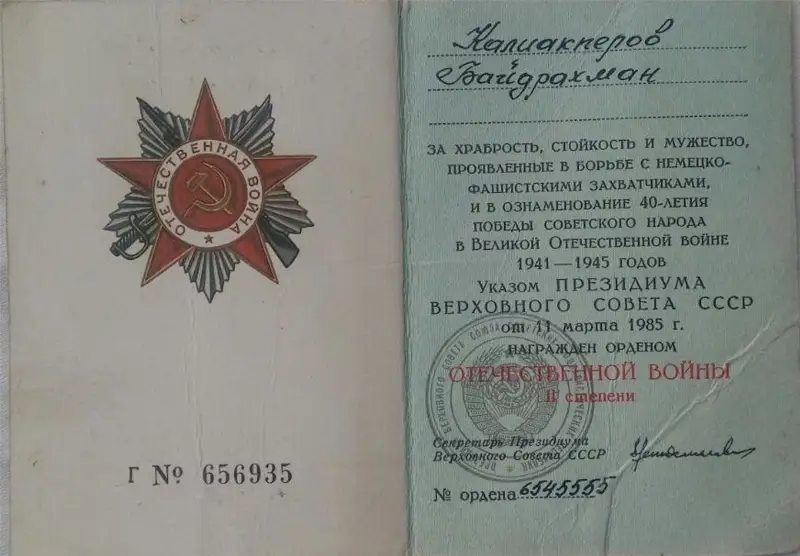 ОТЕЧЕСТВЕННАЯ ВОЙНА
Г № 656935
Калиакперов
Байдрахман
ЗА ХРАБРОСТЬ, СТОЙКОСТЬ И МУЖЕСТВО,
ПРОЯВЛЕННЫЕ В БОРЬБЕ С НЕМЕЦКО-
ФАШИСТСКИМИ ЗАХВАТЧИКАМИ,
И В ОЗНАМЕНОВАНИЕ 40-ЛЕТИЯ
ПОБЕДЫ СОВЕТСКОГО НАРОДА
В ВЕЛИКОЙ ОТЕЧЕСТВЕННОЙ ВОЙНЕ
1941—1945 ГОДОВ
УКАЗОМ ПРЕЗИДИУМА
ВЕРХОВНОГО СОВЕТА СССР
от 11 марта 1985 г.
НАГРАЖДЕН ОРДЕНОМ
ОТЕЧЕСТВЕННОЙ ВОЙНЫ
II степени
Секретарь Президиума
Верховного Совета СССР
№ ордена 6545555